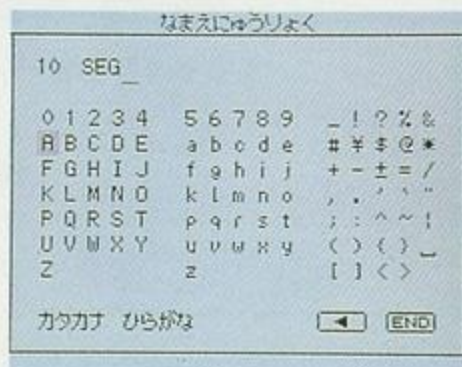 なまえにゅうりょく
10 SEG_
0 1 2 3 4 5 6 7 8 9 _ ! ? % &
A B C D E a b c d e # ¥ $ @ *
F G H I J f g h i j + - ± = /
K L M N O k l m n o , . ' ` "
P Q R S T p q r s t ; : ^ ~ ¦
U V W X Y u v w x y ( ) { } ⎵
Z z [ ] < >
カタカナ ひらがな ◀ END